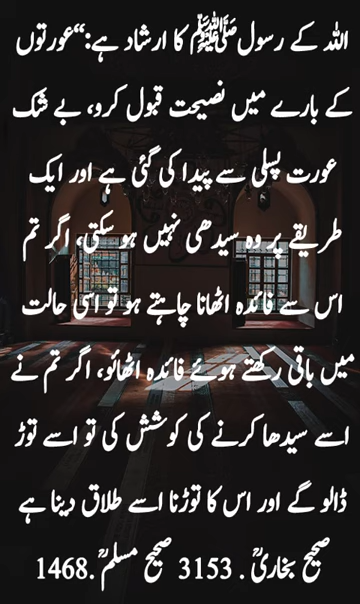 اللہ کے رسولﷺ کا ارشاد ہے:“عورتوں
کے بارے میں نصیحت قبول کرو، بے شک
عورت پسلی سے پیدا کی گئی ہے اور ایک
طریقے پر وہ سیدھی نہیں ہو سکتی، اگر تم
اس سے فائدہ اٹھانا چاہتے ہو تو اسی حالت
میں باقی رکھتے ہوئے فائدہ اٹھائو، اگر تم نے
اسے سیدھا کرنے کی کوشش کی تو اسے توڑ
ڈالو گے اور اس کا توڑنا اسے طلاق دینا ہے
صحیح بخاریؒ . 3153 صحیح مسلمؒ .1468